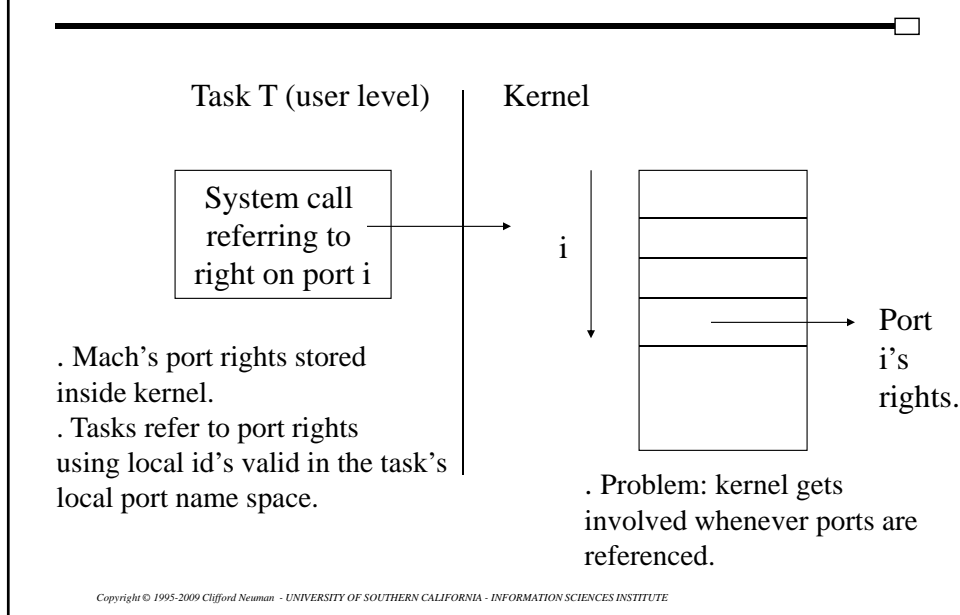 Task T (user level)
Kernel
System call
referring to
right on port i
i
Port
i’s
rights.
. Mach’s port rights stored
inside kernel.
. Tasks refer to port rights
using local id’s valid in the task’s
local port name space.
. Problem: kernel gets
involved whenever ports are
referenced.
Copyright © 1995-2009 Clifford Neuman - UNIVERSITY OF SOUTHERN CALIFORNIA - INFORMATION SCIENCES INSTITUTE